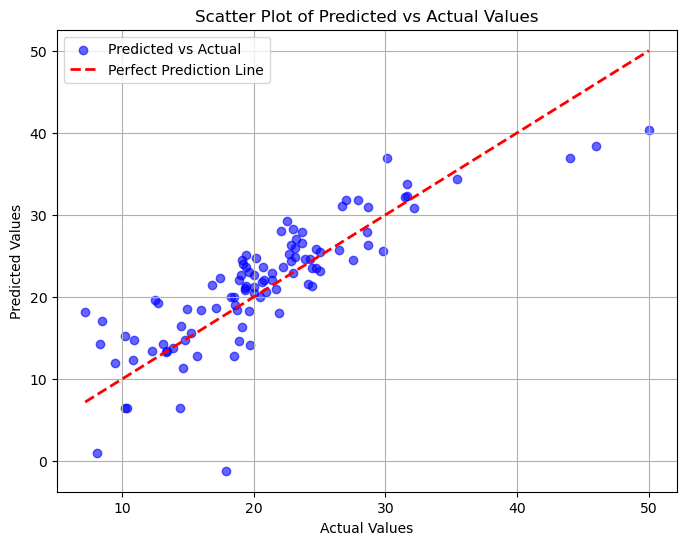 Scatter Plot of Predicted vs Actual Values
Predicted vs Actual
Perfect Prediction Line
Predicted Values
50
40
30
20
10
0
10 20 30 40 50
Actual Values